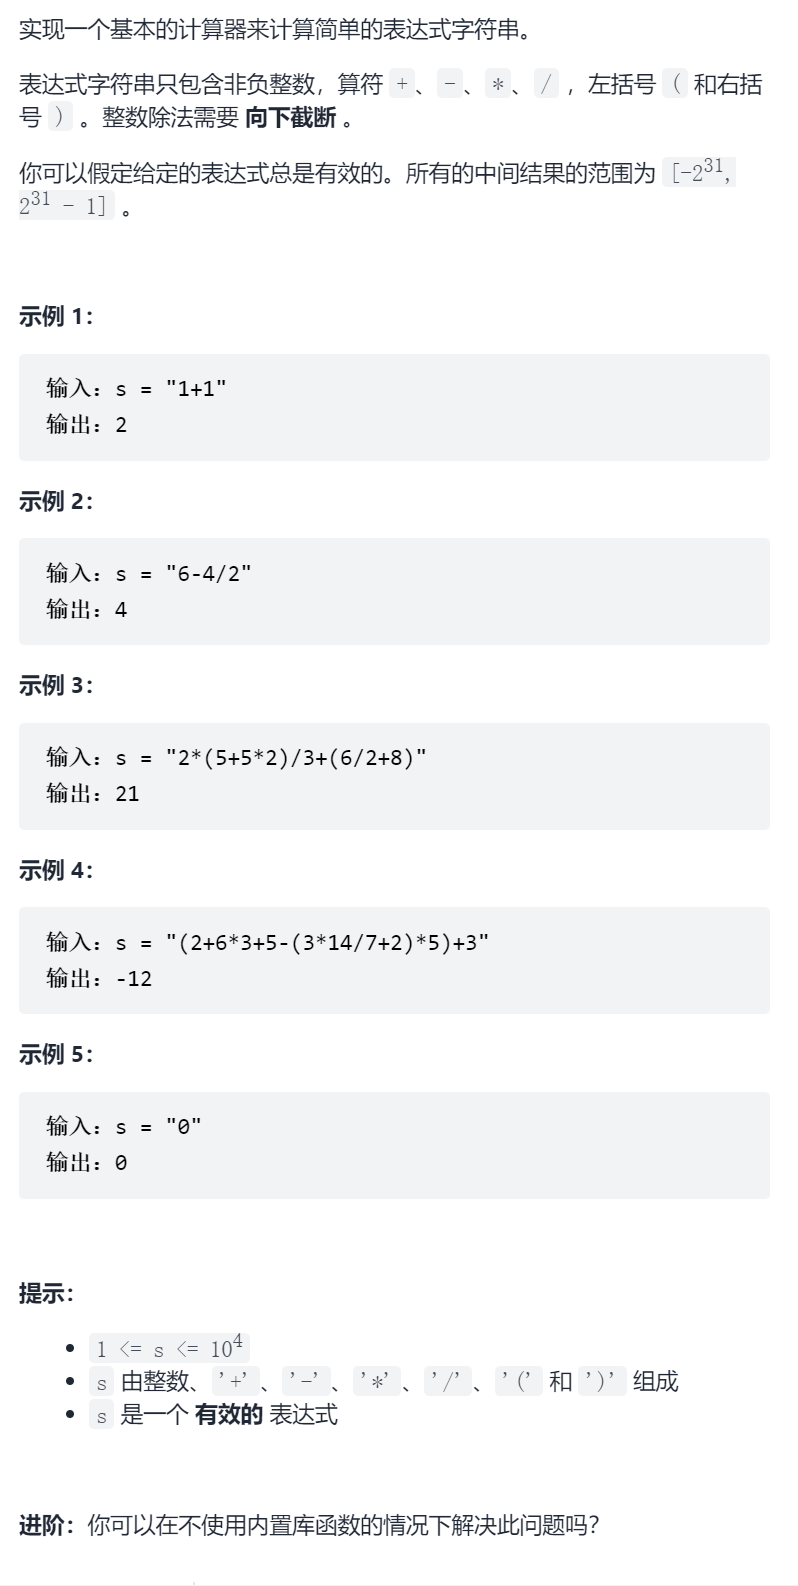 实现一个基本的计算器来计算简单的表达式字符串。
表达式字符串只包含非负整数，算符 + 、 - 、 * 、 / ，左括号 ( 和右括
号 ) 。整数除法需要 向下截断 。
你可以假定给定的表达式总是有效的。所有的中间结果的范围为 [-2³¹,
2³¹ - 1] 。
示例 1：
输入：s = "1+1"
输出：2
示例 2：
输入：s = "6-4/2"
输出：4
示例 3：
输入：s = "2*(5+5*2)/3+(6/2+8)"
输出：21
示例 4：
输入：s = "(2+6*3+5-(3*14/7+2)*5)+3"
输出：-12
示例 5：
输入：s = "0"
输出：0
提示：
• 1 <= s <= 10⁴
• s 由整数、'+' 、'-' 、'*' 、'/' 、'(' 和 ')' 组成
• s 是一个 有效的 表达式
进阶：你可以在不使用内置库函数的情况下解决此问题吗？